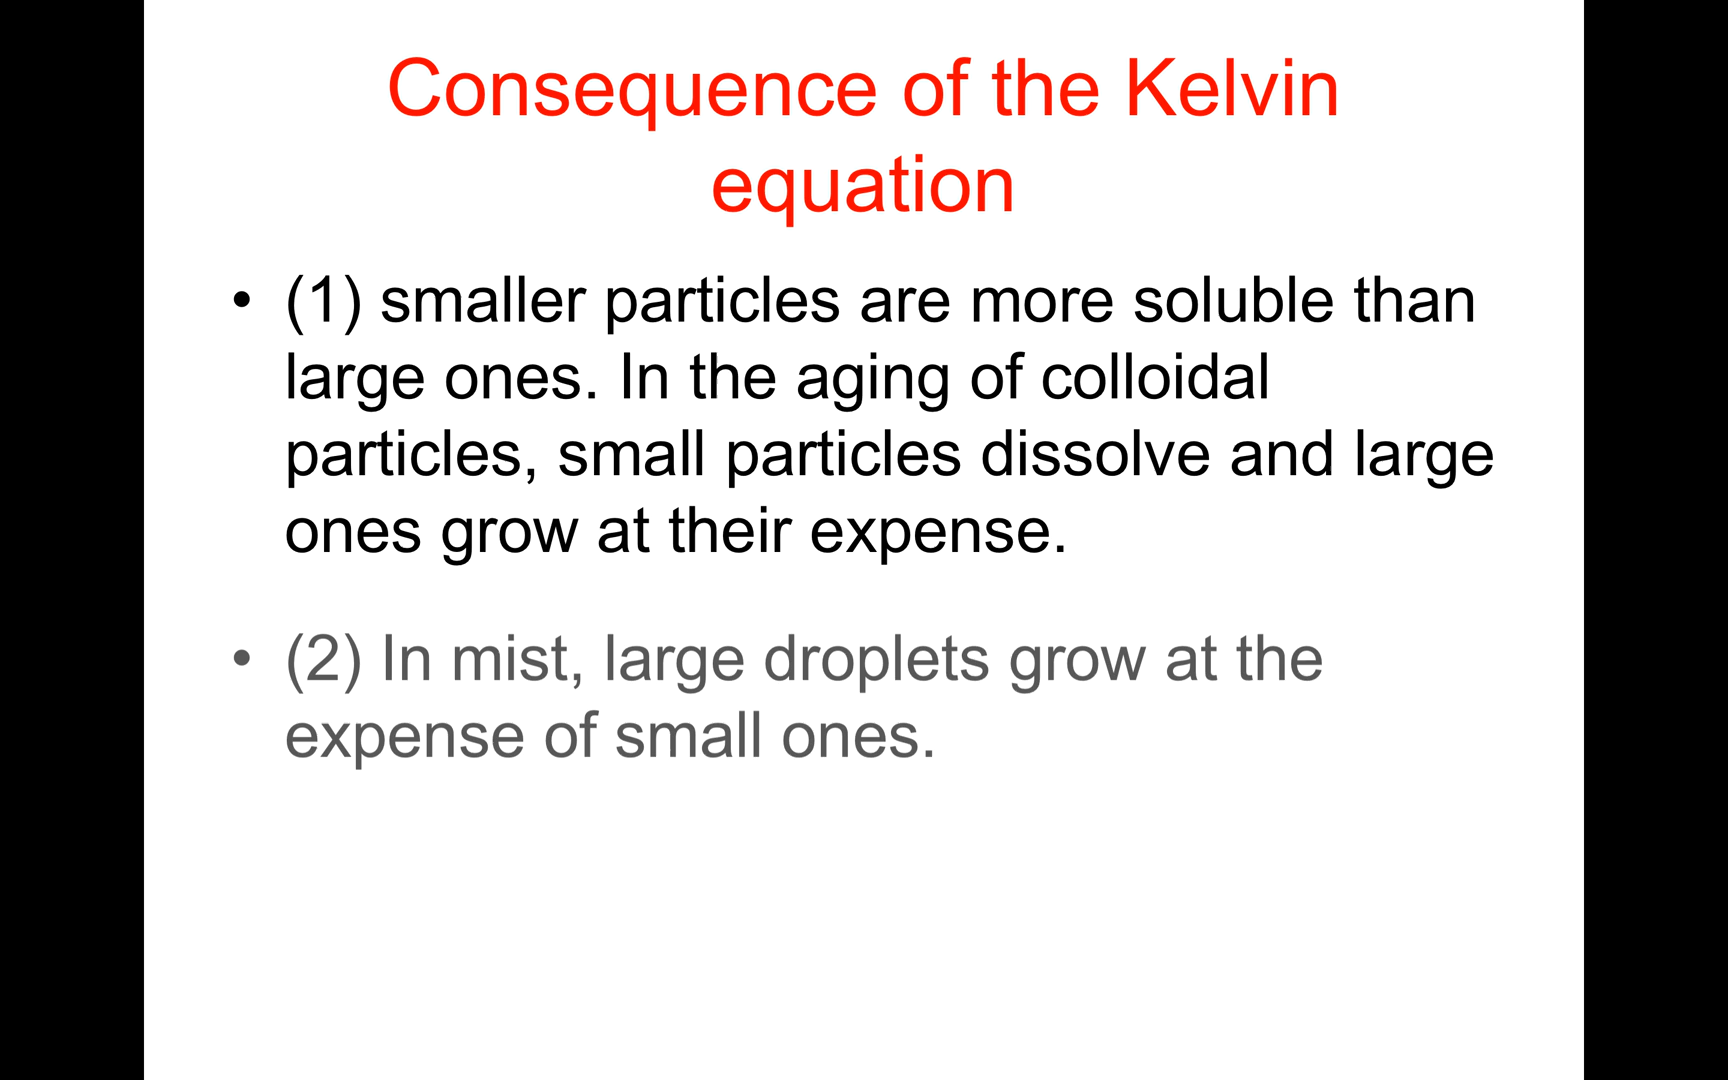 Consequence of the Kelvin
equation
• (1) smaller particles are more soluble than
large ones. In the aging of colloidal
particles, small particles dissolve and large
ones grow at their expense.
• (2) In mist, large droplets grow at the
expense of small ones.